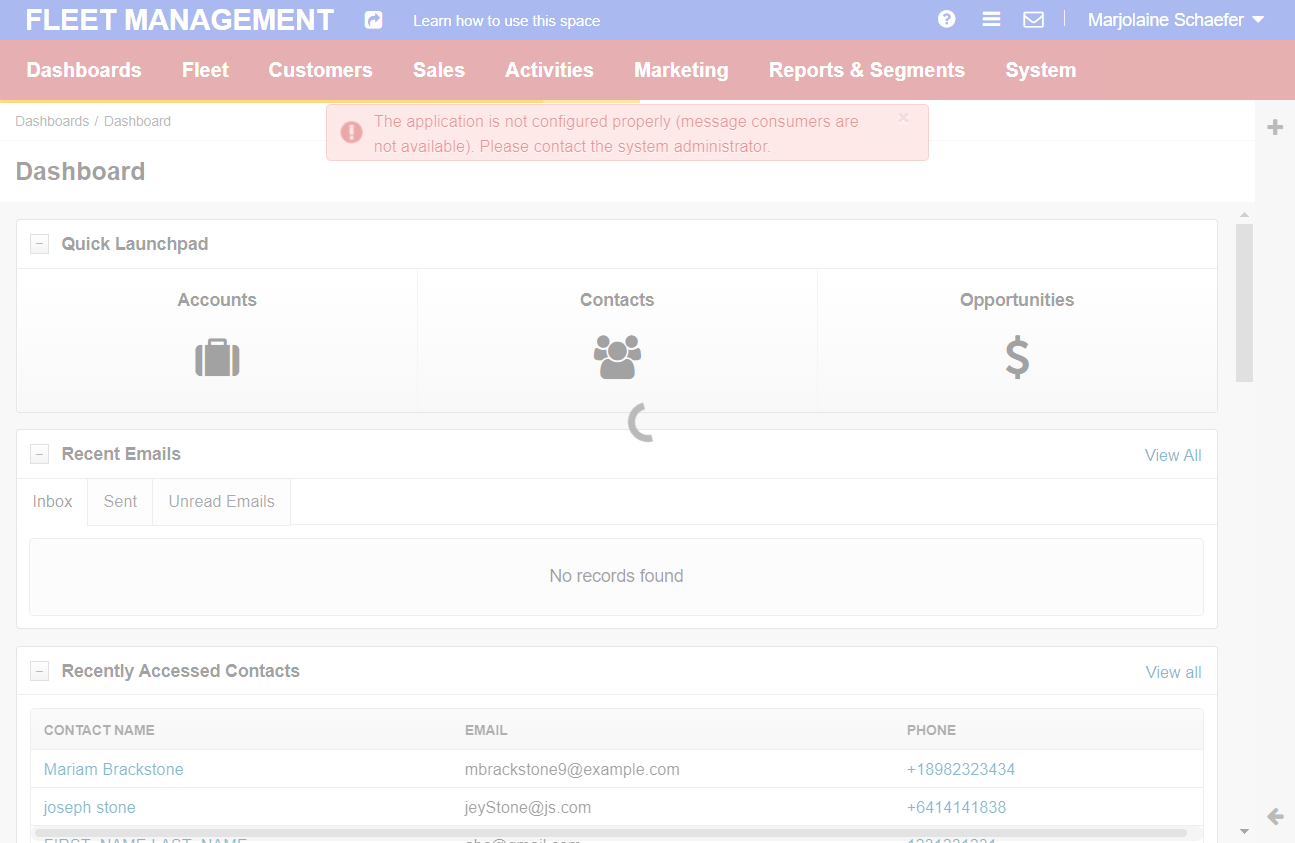 FLEET MANAGEMENT
Learn how to use this space
Marjolaine Schaefer
Dashboards Fleet Customers Sales Activities Marketing Reports & Segments System
Dashboards / Dashboard
The application is not configured properly (message consumers are
not available). Please contact the system administrator.
Dashboard
Quick Launchpad
Accounts Contacts Opportunities
Recent Emails View All
Inbox Sent Unread Emails
No records found
Recently Accessed Contacts View all
CONTACT NAME EMAIL PHONE
Mariam Brackstone mbrackstone9@example.com +18982323434
joseph stone jeyStone@js.com +6414141838